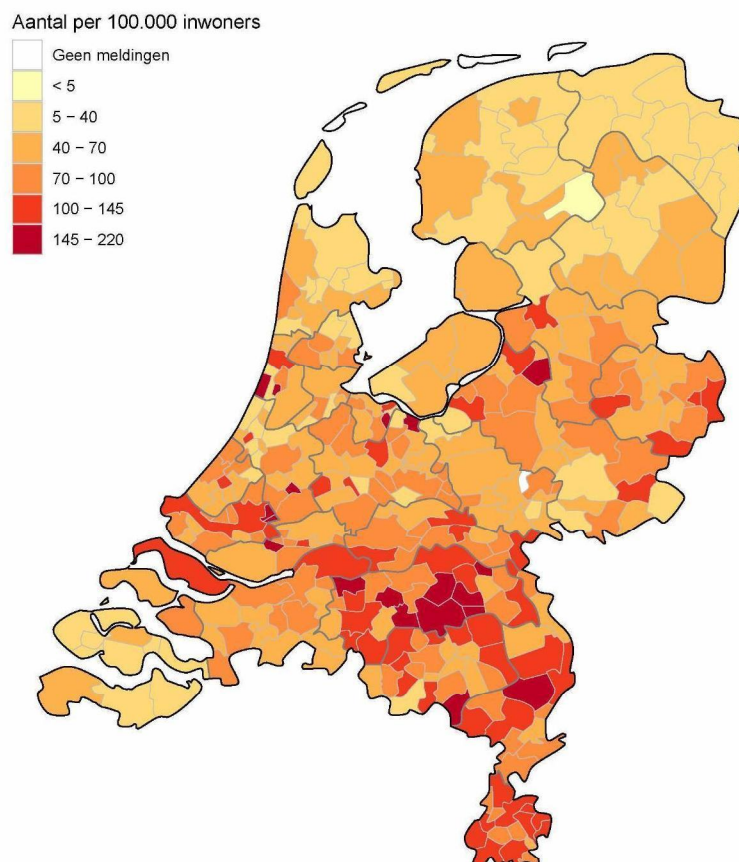 Aantal per 100.000 inwoners
Geen meldingen
< 5
5 – 40
40 – 70
70 – 100
100 – 145
145 – 220